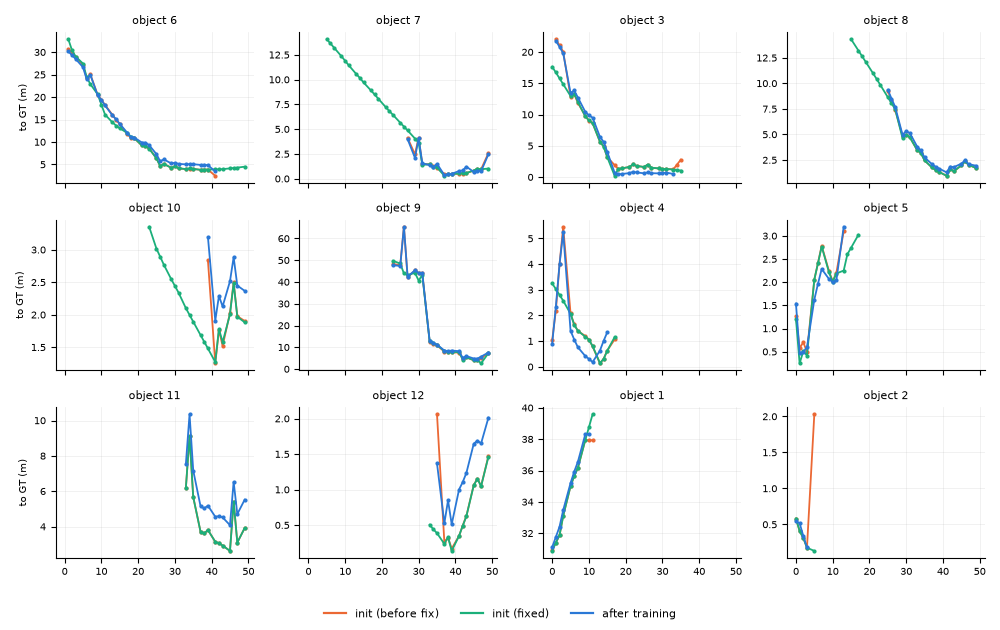 object 6
object 7
object 3
object 8
to GT (m)
30
25
20
15
10
5
12.5
10.0
7.5
5.0
2.5
0.0
20
15
10
5
0
12.5
10.0
7.5
5.0
2.5
object 10
object 9
object 4
object 5
to GT (m)
3.0
2.5
2.0
1.5
60
50
40
30
20
10
0
5
4
3
2
1
0
3.0
2.5
2.0
1.5
1.0
0.5
object 11
object 12
object 1
object 2
to GT (m)
10
8
6
4
2.0
1.5
1.0
0.5
40
38
36
34
32
2.0
1.5
1.0
0.5
0 10 20 30 40 50
0 10 20 30 40 50
0 10 20 30 40 50
0 10 20 30 40 50
init (before fix)
init (fixed)
after training